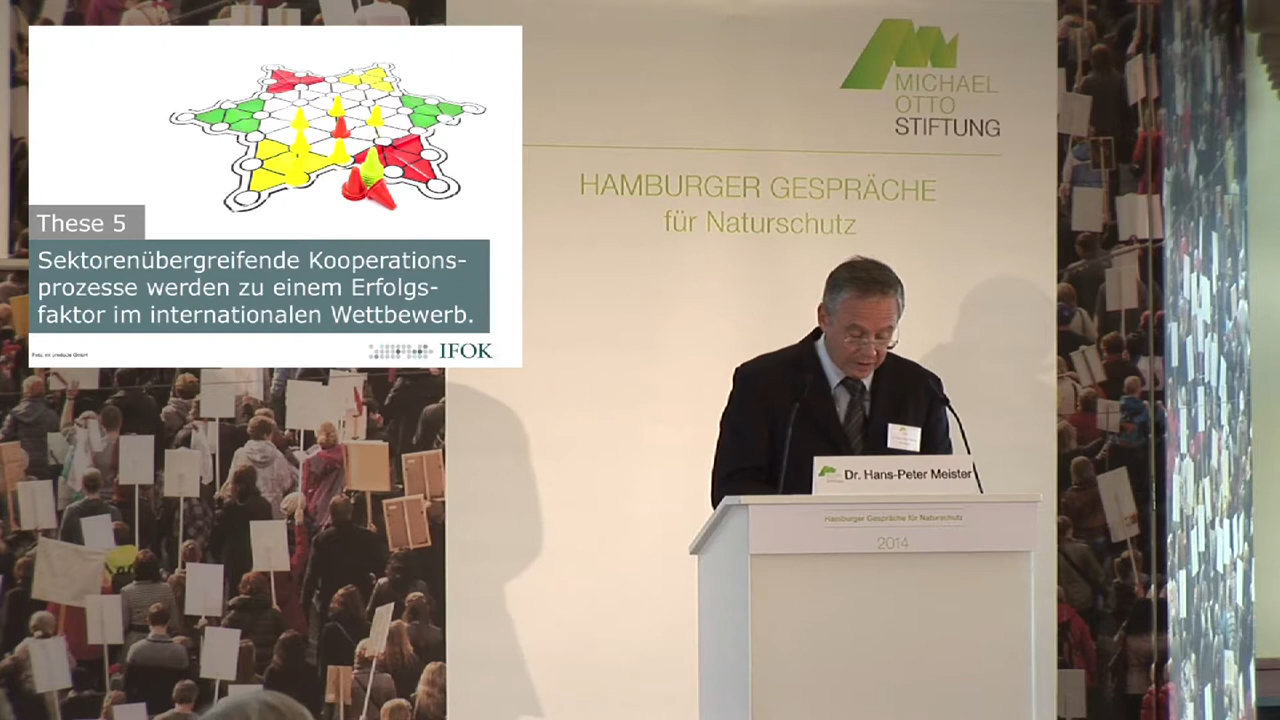 These 5
Sektorenübergreifende Kooperations-
prozesse werden zu einem Erfolgs-
faktor im internationalen Wettbewerb.
IFOK
MICHAEL
OTTO
STIFTUNG
HAMBURGER GESPRÄCHE
für Naturschutz
Dr. Hans-Peter Meister
Hamburger Gespräche für Naturschutz
2014